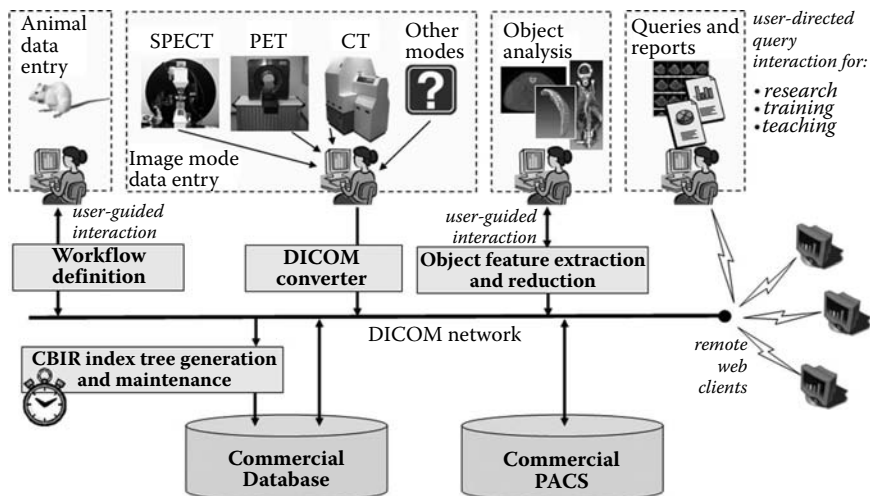 Animal
data
entry
SPECT
PET
CT
Other
modes
?
Image mode
data entry
Object
analysis
Queries and
reports
user-directed
query
interaction for:
• research
• training
• teaching
user-guided
interaction
user-guided
interaction
Workflow
definition
DICOM
converter
Object feature extraction
and reduction
DICOM network
CBIR index tree generation
and maintenance
remote
web
clients
Commercial
Database
Commercial
PACS